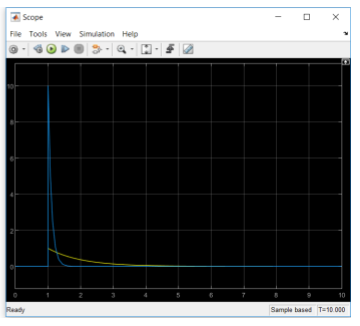 Scope
File Tools View Simulation Help
10
8
6
4
2
0
0 1 2 3 4 5 6 7 8 9 10
Ready Sample based T=10.000